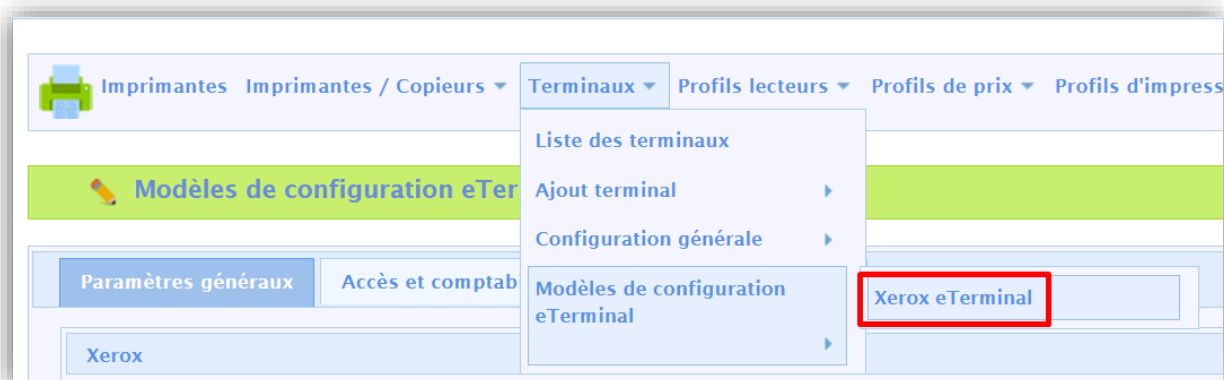 Imprimantes Imprimantes / Copieurs Terminaux Profils lecteurs Profils de prix Profils d'impress
Liste des terminaux
Modèles de configuration eTer
Ajout terminal
Configuration générale
Paramètres généraux Accès et comptab
Modèles de configuration
eTerminal
Xerox eTerminal
Xerox